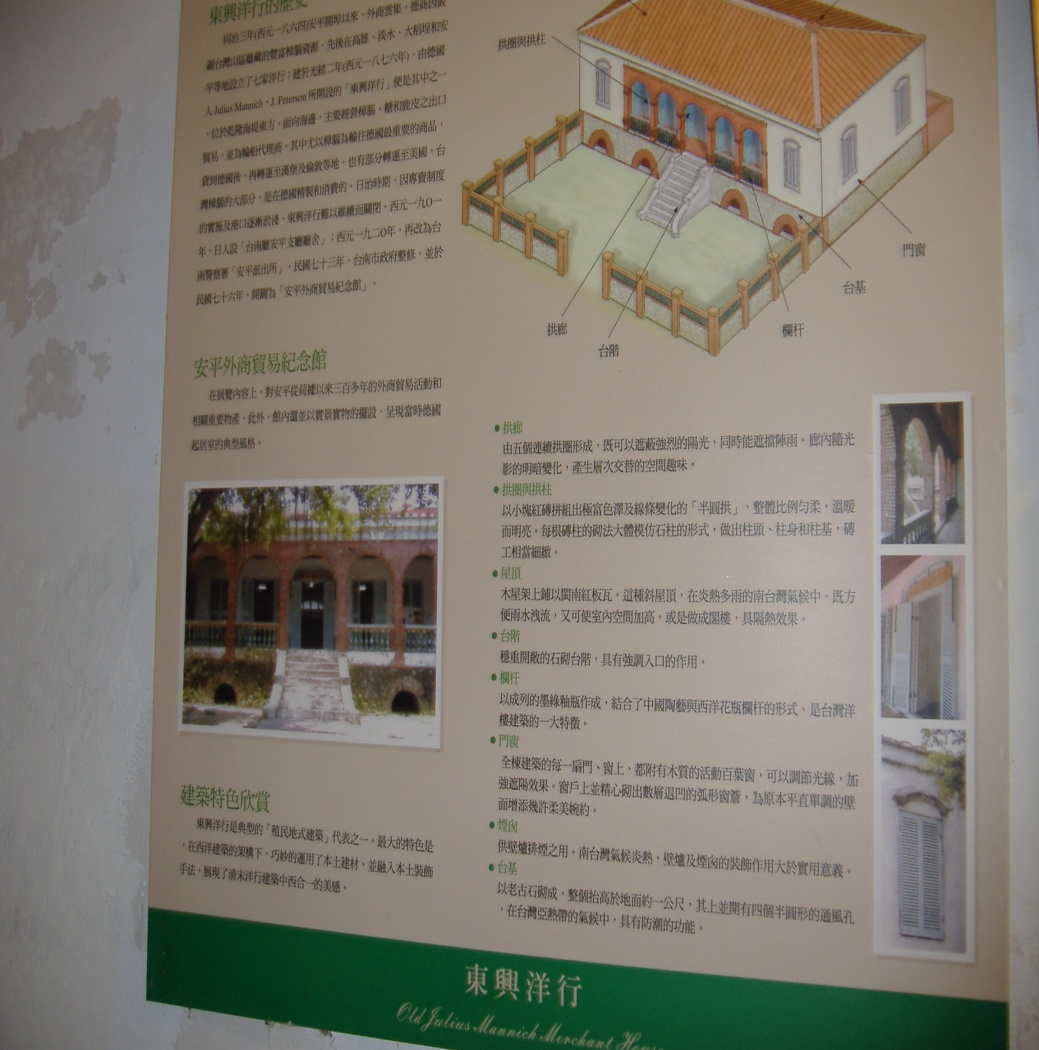 東興洋行的歷史
同治三年(西元一八六四)安平開埠以來，外商雲集，德商因覬
覦台灣山區蘊藏的豐富樟腦資源，先後在高雄、淡水、大稻埕和安
平等地設立了七家洋行；建於光緒二年(西元一八七六年)，由德國
人 Julius Mannich、J. Peterson 所開設的「東興洋行」便是其中之一
，位於乾隆海堤東方，面向海邊，主要經營樟腦、糖和鹿皮之出口
貿易，並為輪船代理商。其中尤以樟腦為輸往德國最重要的商品，
貨到德國後，再轉運至漢堡及倫敦等地，也有部分轉運至美國，台
灣樟腦的大部分，是在德國精製和消費的。日治時期，因專賣制度
的實施及港口逐漸淤淺，東興洋行難以維續而關閉。西元一九０一
年，日人設「台南廳安平支廳廳舍」；西元一九二０年，再改為台
南警察署「安平派出所」。民國七十三年，台南市政府整修，並於
民國七十六年，開闢為「安平外商貿易紀念館」。
安平外商貿易紀念館
在展覽內容上，對安平從荷據以來三百多年的外商貿易活動和
相關重要物產，此外，館內還並以實景實物的擺設，呈現當時德國
起居室的典型風格。
建築特色欣賞
東興洋行是典型的「殖民地式建築」代表之一，最大的特色是
，在西洋建築的架構下，巧妙的運用了本土建材，並融入本土裝飾
手法，展現了清末洋行建築中西合一的美感。
拱圈與拱柱
門窗
台基
欄杆
拱廊
台階
●拱廊
由五個連續拱圈形成，既可以遮蔽強烈的陽光，同時能遮擋陣雨。廊內隨光
影的明暗變化，產生層次交替的空間趣味。
●拱圈與拱柱
以小塊紅磚拼組出極富色澤及線條變化的「半圓拱」，整體比例勻柔，溫暖
而明亮。每根磚柱的砌法大體模仿石柱的形式，做出柱頭、柱身和柱基，磚
工相當細緻。
●屋頂
木屋架上鋪以閩南紅板瓦。這種斜屋頂，在炎熱多雨的南台灣氣候中，既方
便雨水洩流，又可使室內空間加高，或是做成閣樓，具隔熱效果。
●台階
穩重開敞的石砌台階，具有強調入口的作用。
●欄杆
以成列的墨綠釉瓶作成，結合了中國陶藝與西洋花瓶欄杆的形式，是台灣洋
樓建築的一大特徵。
●門窗
全棟建築的每一扇門、窗上，都附有木質的活動百葉窗，可以調節光線，加
強遮陽效果。窗戶上並精心砌出數層退凹的弧形窗簷，為原本平直單調的壁
面增添幾許柔美婉約。
●煙囪
供壁爐排煙之用。南台灣氣候炎熱，壁爐及煙囪的裝飾作用大於實用意義。
●台基
以老古石砌成，整個抬高於地面約一公尺，其上並開有四個半圓形的通風孔
，在台灣亞熱帶的氣候中，具有防潮的功能。
東興洋行
Old Julius Mannich Merchant House